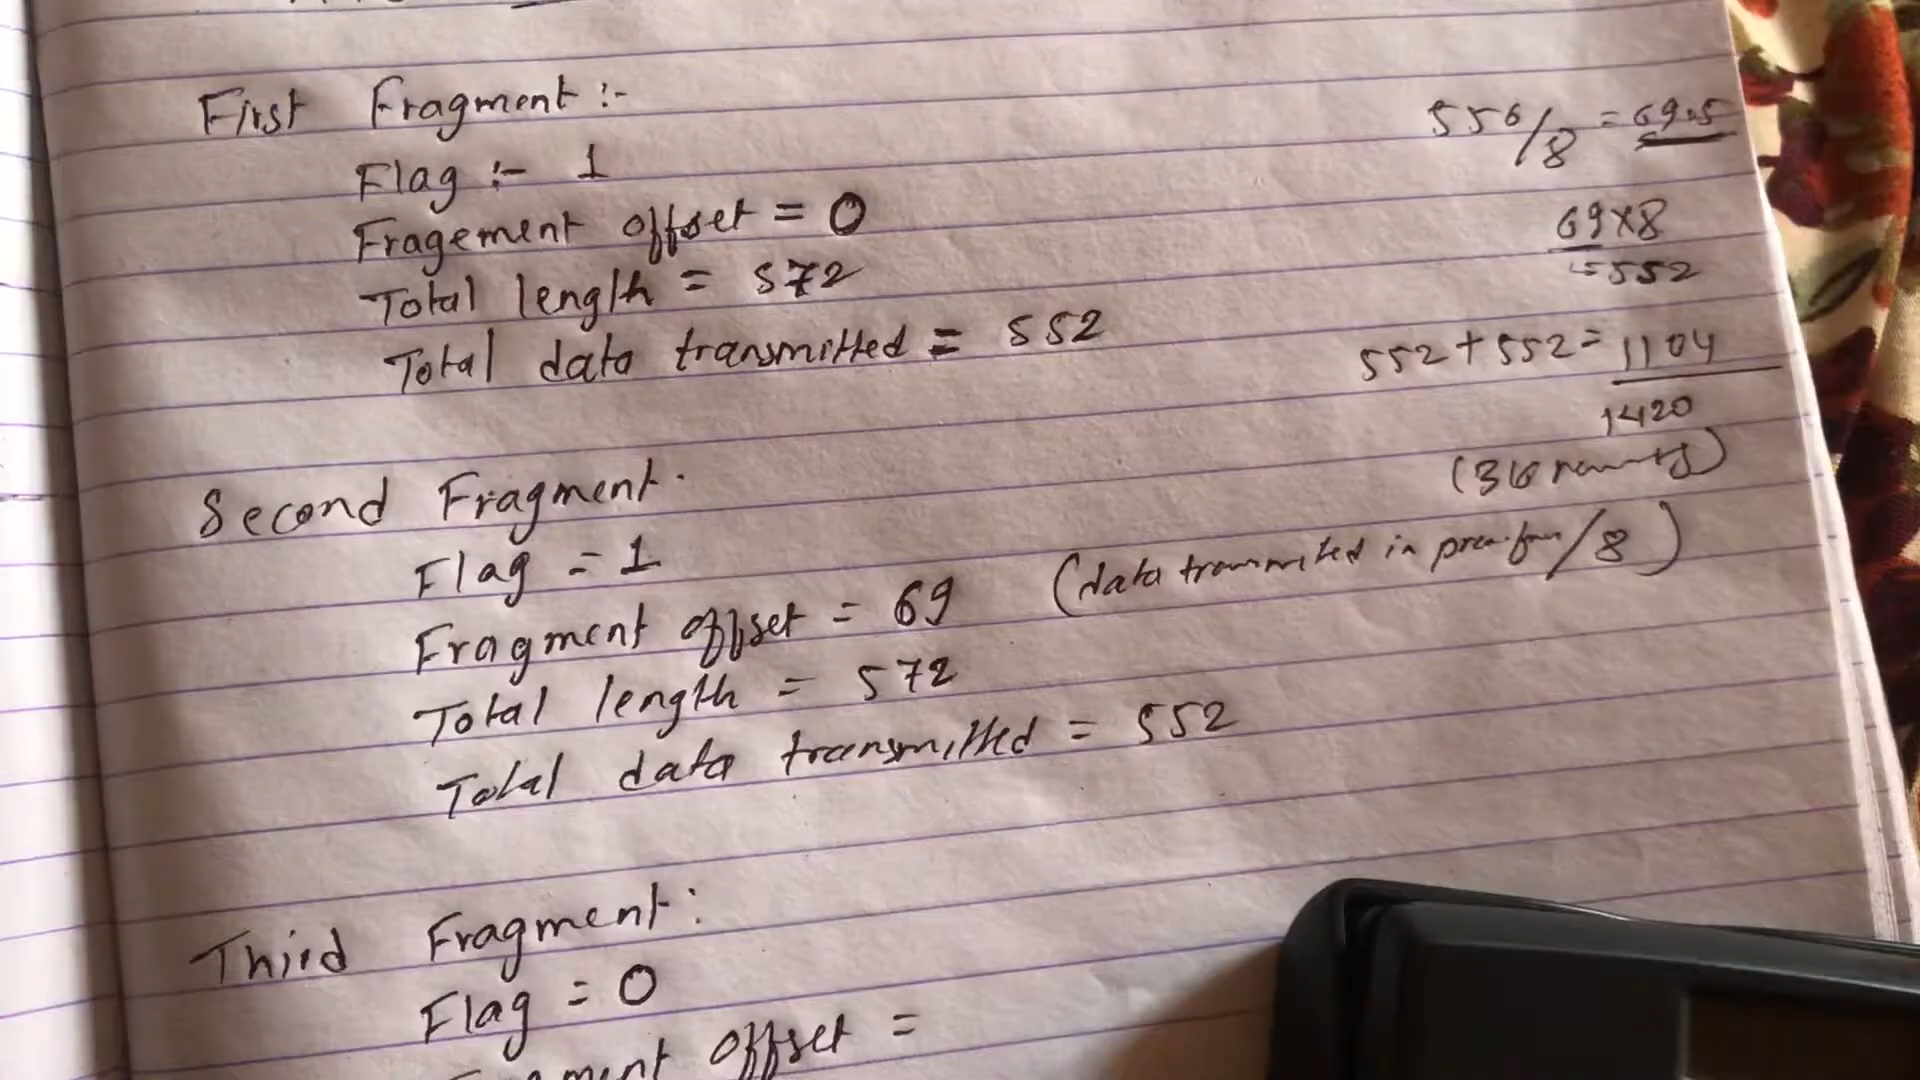 First Fragment :-
Flag :- 1
Fragement offset = 0
Total length = 572
Total data transmitted = 552
556/8 = 69.5
69x8
552
552 + 552 = 1104
1420
Second Fragment.
Flag = 1
Fragment offset = 69 (data transmitted in /8)
Total length = 572
Total data transmitted = 552
Third Fragment:
Flag = 0
offset =